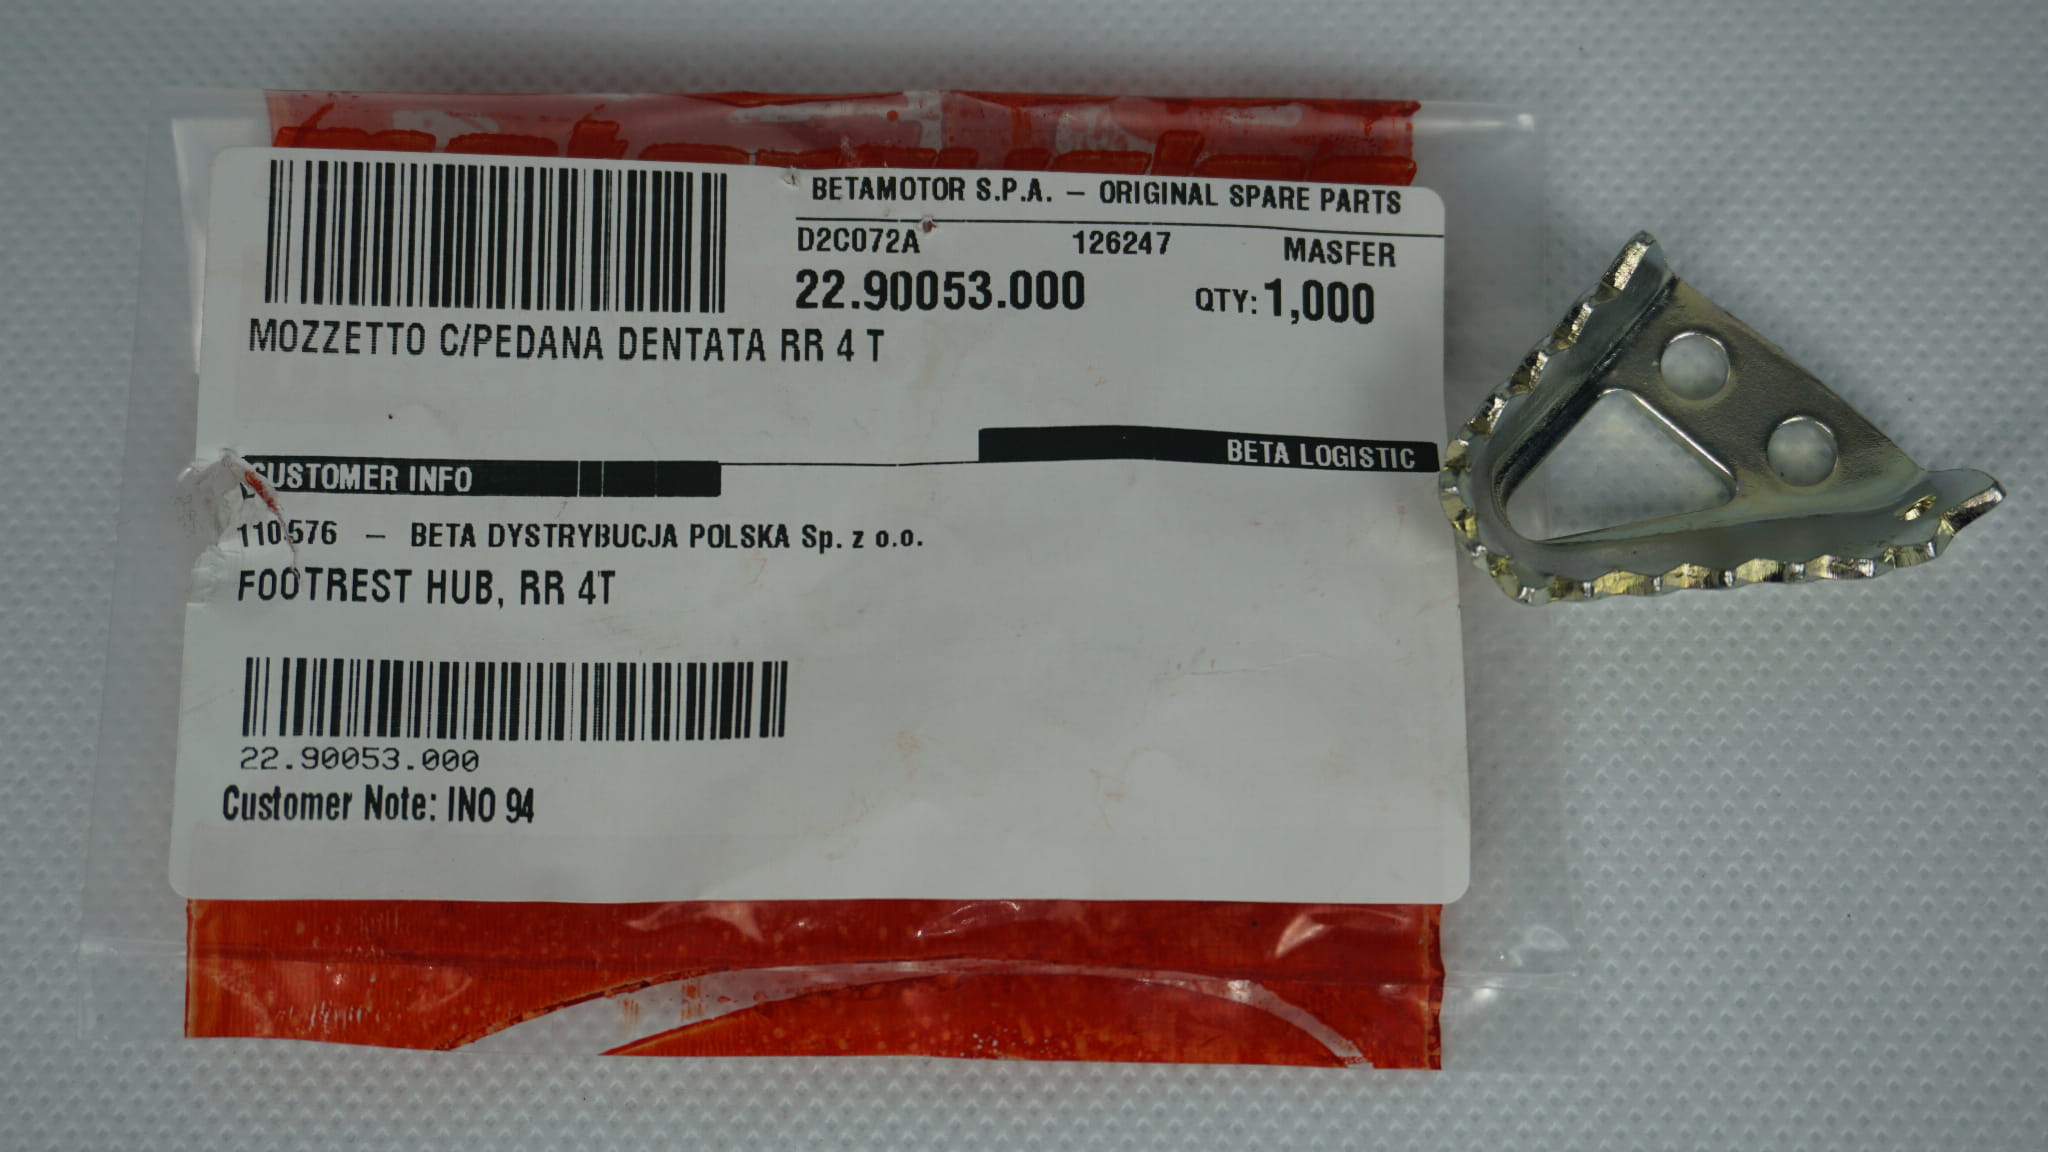 BETAMOTOR S.P.A. – ORIGINAL SPARE PARTS
D2C072A 126247 MASFER
22.90053.000 QTY: 1,000
MOZZETTO C/PEDANA DENTATA RR 4 T
BETA LOGISTIC
CUSTOMER INFO
110576 – BETA DYSTRYBUCJA POLSKA Sp. z o.o.
FOOTREST HUB, RR 4T
22.90053.000
Customer Note: INO 94